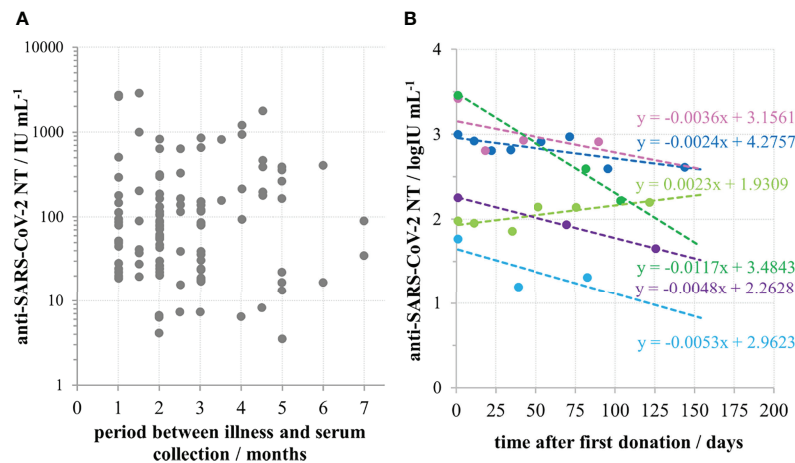 A
anti-SARS-CoV-2 NT / IU mL-1
10000
1000
100
10
1
0 1 2 3 4 5 6 7
period between illness and serum
collection / months
B
anti-SARS-CoV-2 NT / logIU mL-1
4
3
2
1
0
y = -0.0036x + 3.1561
y = -0.0024x + 4.2757
y = 0.0023x + 1.9309
y = -0.0117x + 3.4843
y = -0.0048x + 2.2628
y = -0.0053x + 2.9623
0 25 50 75 100 125 150 175 200
time after first donation / days